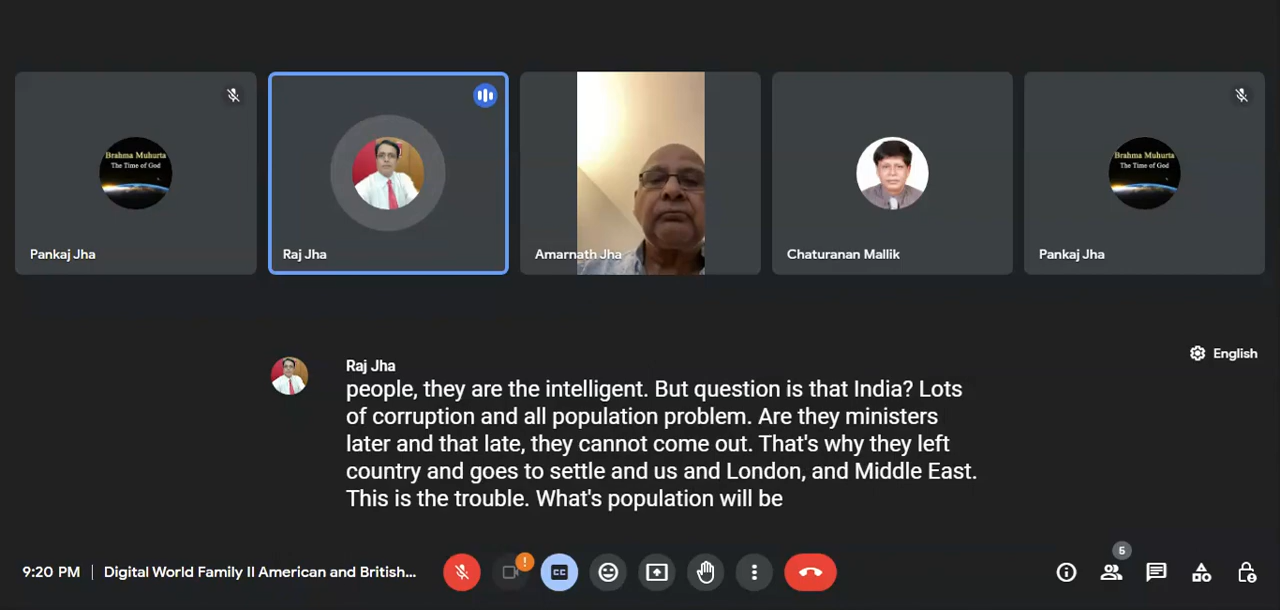 Brahma Muhurta
The Time of God
Pankaj Jha
Raj Jha
Amarnath Jha
Chaturanan Mallik
Brahma Muhurta
The Time of God
Pankaj Jha
English
Raj Jha
people, they are the intelligent. But question is that India? Lots
of corruption and all population problem. Are they ministers
later and that late, they cannot come out. That's why they left
country and goes to settle and us and London, and Middle East.
This is the trouble. What's population will be
9:20 PM | Digital World Family II American and British...
!
CC
5